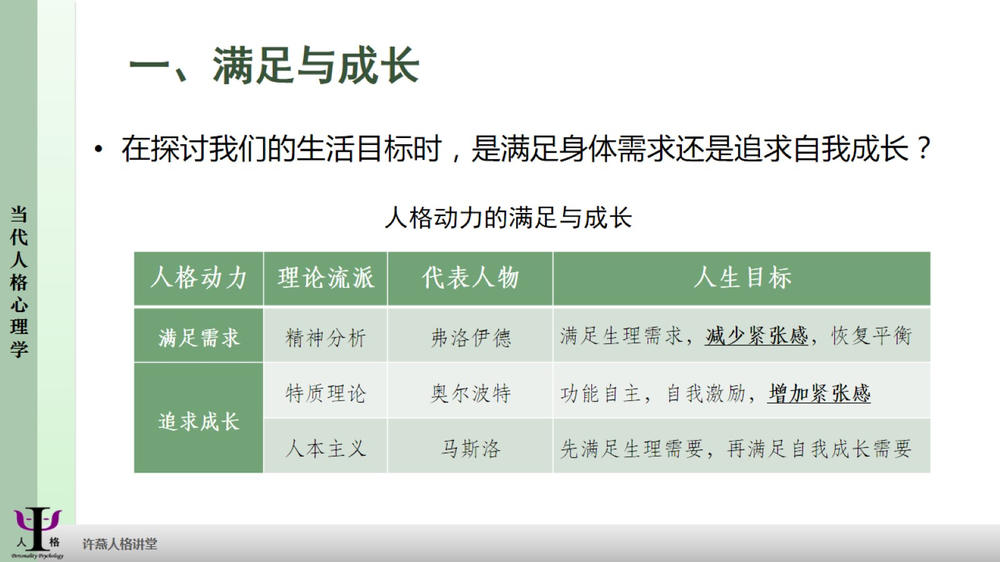 一、满足与成长
• 在探讨我们的生活目标时，是满足身体需求还是追求自我成长？
人格动力的满足与成长
人格动力 理论流派 代表人物 人生目标
满足需求 精神分析 弗洛伊德 满足生理需求，减少紧张感，恢复平衡
追求成长 特质理论 奥尔波特 功能自主，自我激励，增加紧张感
人本主义 马斯洛 先满足生理需要，再满足自我成长需要
当代人格心理学
人格
Personality Psychology
许燕人格讲堂